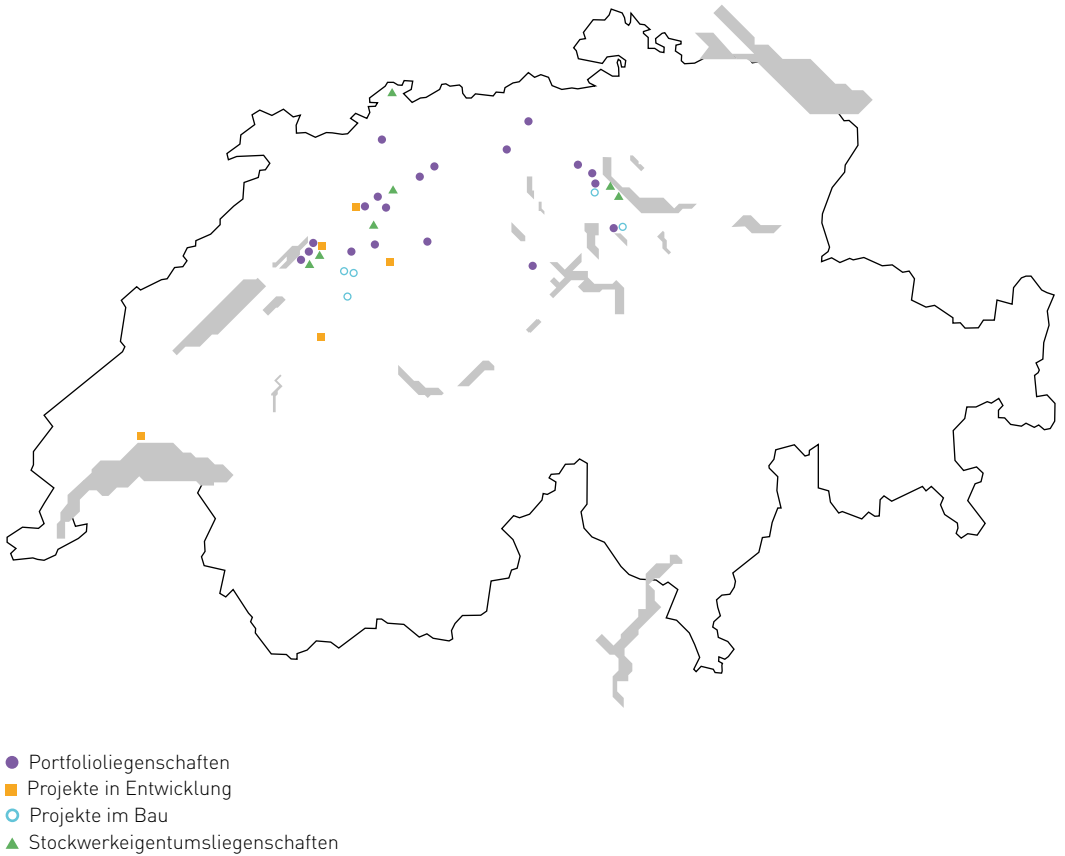 Portfolioliegenschaften
Projekte in Entwicklung
Projekte im Bau
Stockwerkeigentumsliegenschaften